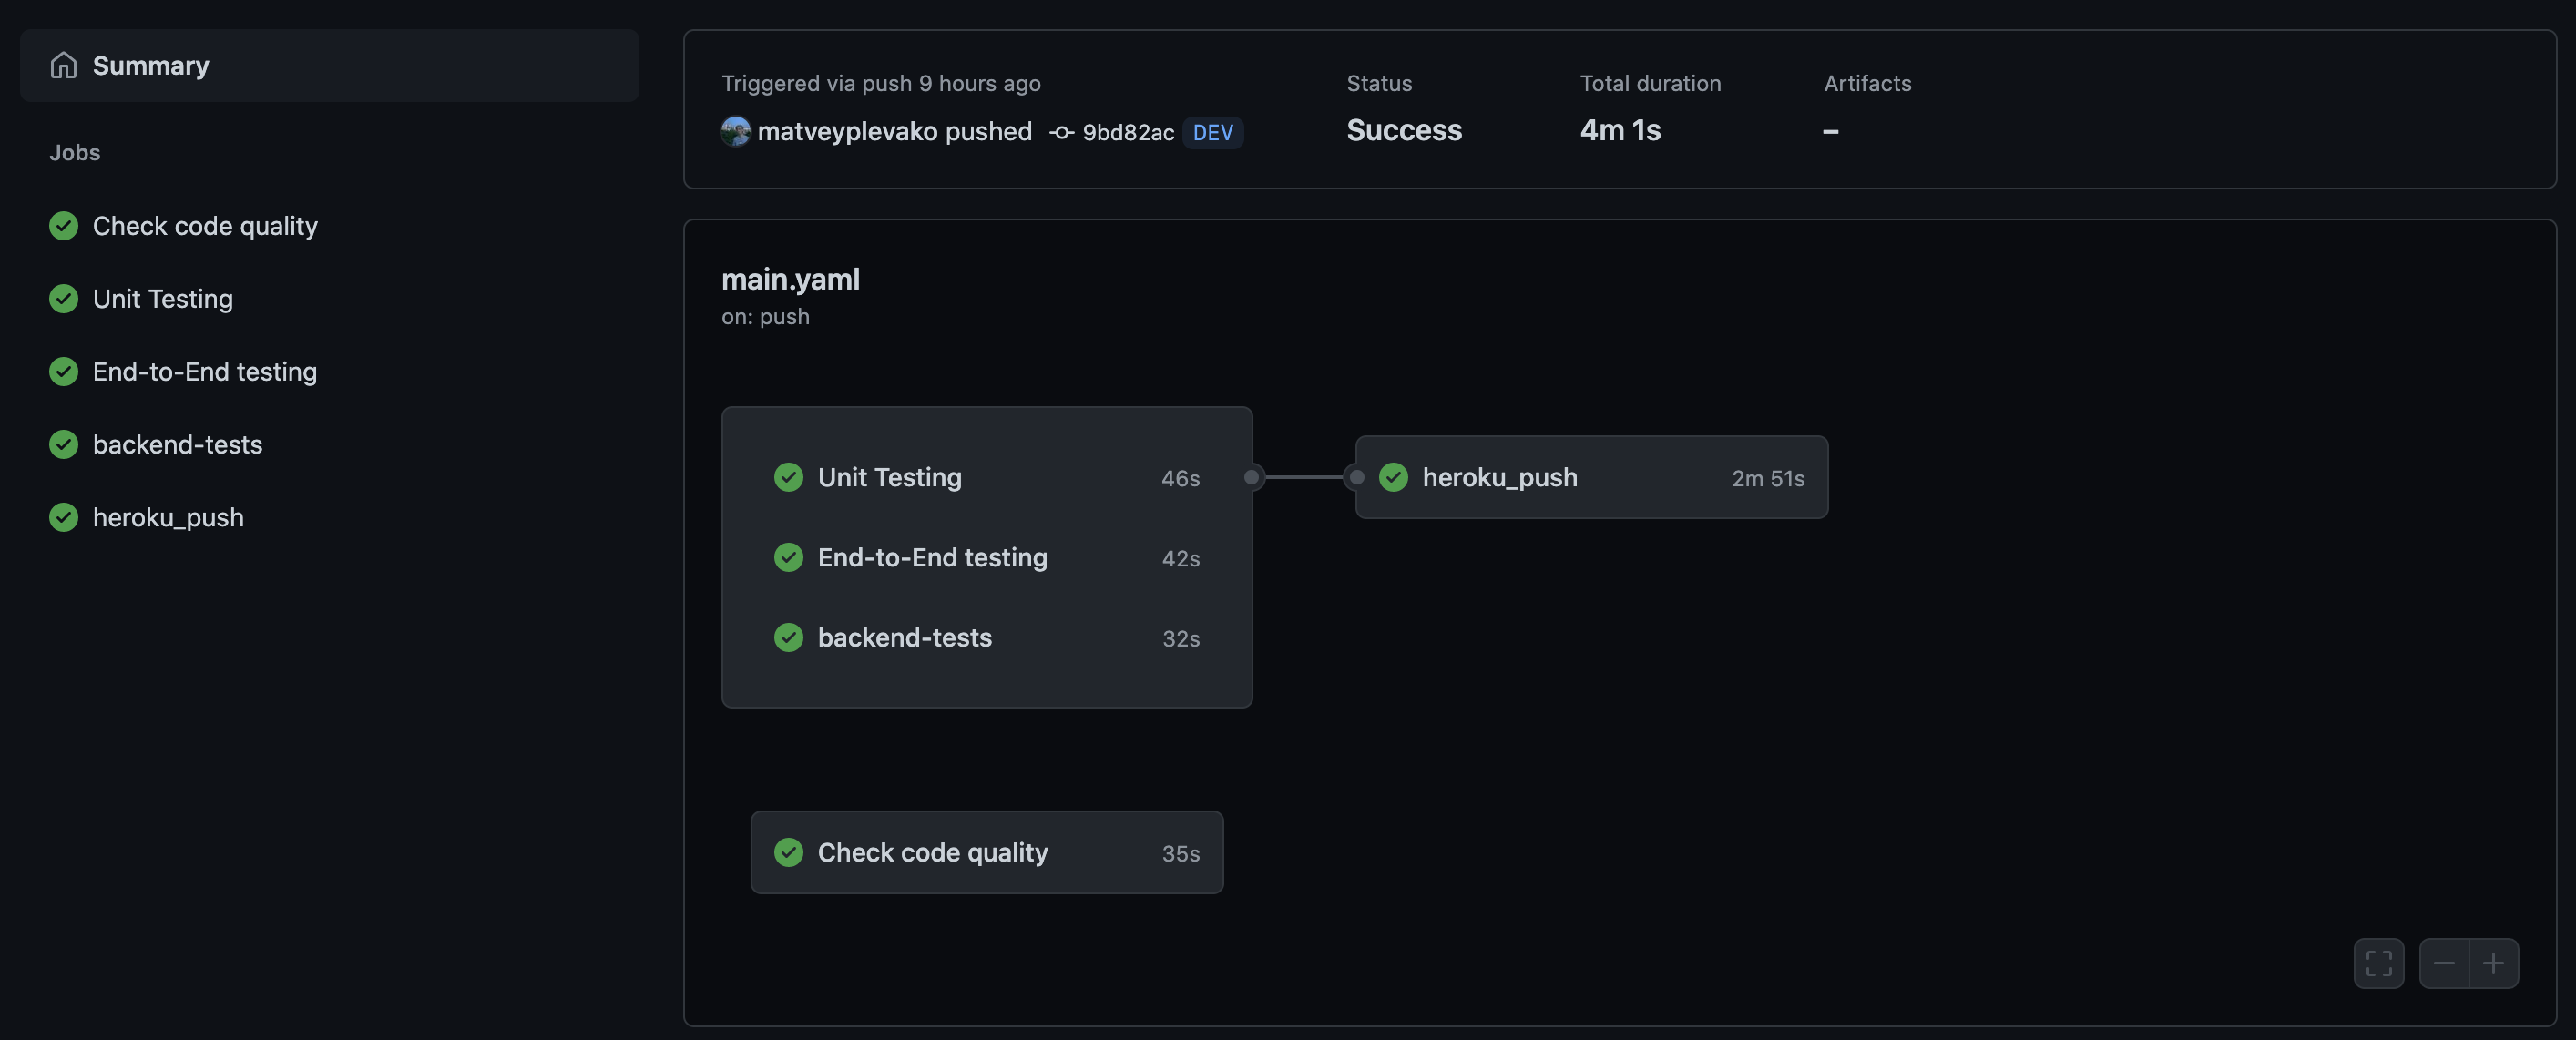 Summary
Jobs
Check code quality
Unit Testing
End-to-End testing
backend-tests
heroku_push
Triggered via push 9 hours ago
matveyplevako pushed 9bd82ac DEV
Status
Success
Total duration
4m 1s
Artifacts
–
main.yaml
on: push
Unit Testing 46s
End-to-End testing 42s
backend-tests 32s
heroku_push 2m 51s
Check code quality 35s